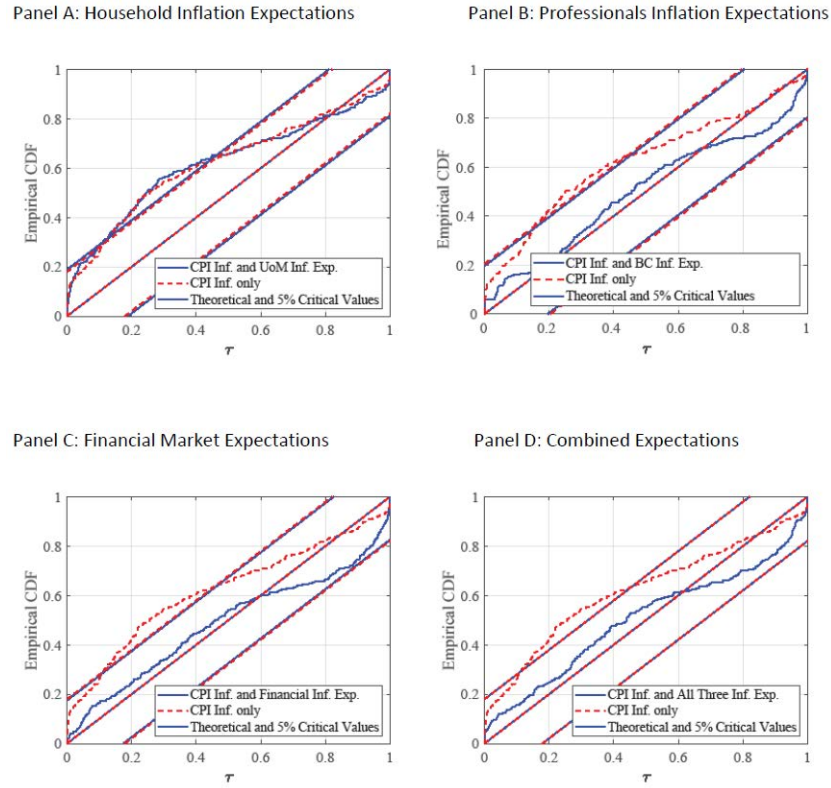 Panel A: Household Inflation Expectations
Empirical CDF
1
0.8
0.6
0.4
0.2
0
CPI Inf. and UoM Inf. Exp.
CPI Inf. only
Theoretical and 5% Critical Values
0 0.2 0.4 0.6 0.8 1
τ
Panel B: Professionals Inflation Expectations
Empirical CDF
1
0.8
0.6
0.4
0.2
0
CPI Inf. and BC Inf. Exp.
CPI Inf. only
Theoretical and 5% Critical Values
0 0.2 0.4 0.6 0.8 1
τ
Panel C: Financial Market Expectations
Empirical CDF
1
0.8
0.6
0.4
0.2
0
CPI Inf. and Financial Inf. Exp.
CPI Inf. only
Theoretical and 5% Critical Values
0 0.2 0.4 0.6 0.8 1
τ
Panel D: Combined Expectations
Empirical CDF
1
0.8
0.6
0.4
0.2
0
CPI Inf. and All Three Inf. Exp.
CPI Inf. only
Theoretical and 5% Critical Values
0 0.2 0.4 0.6 0.8 1
τ